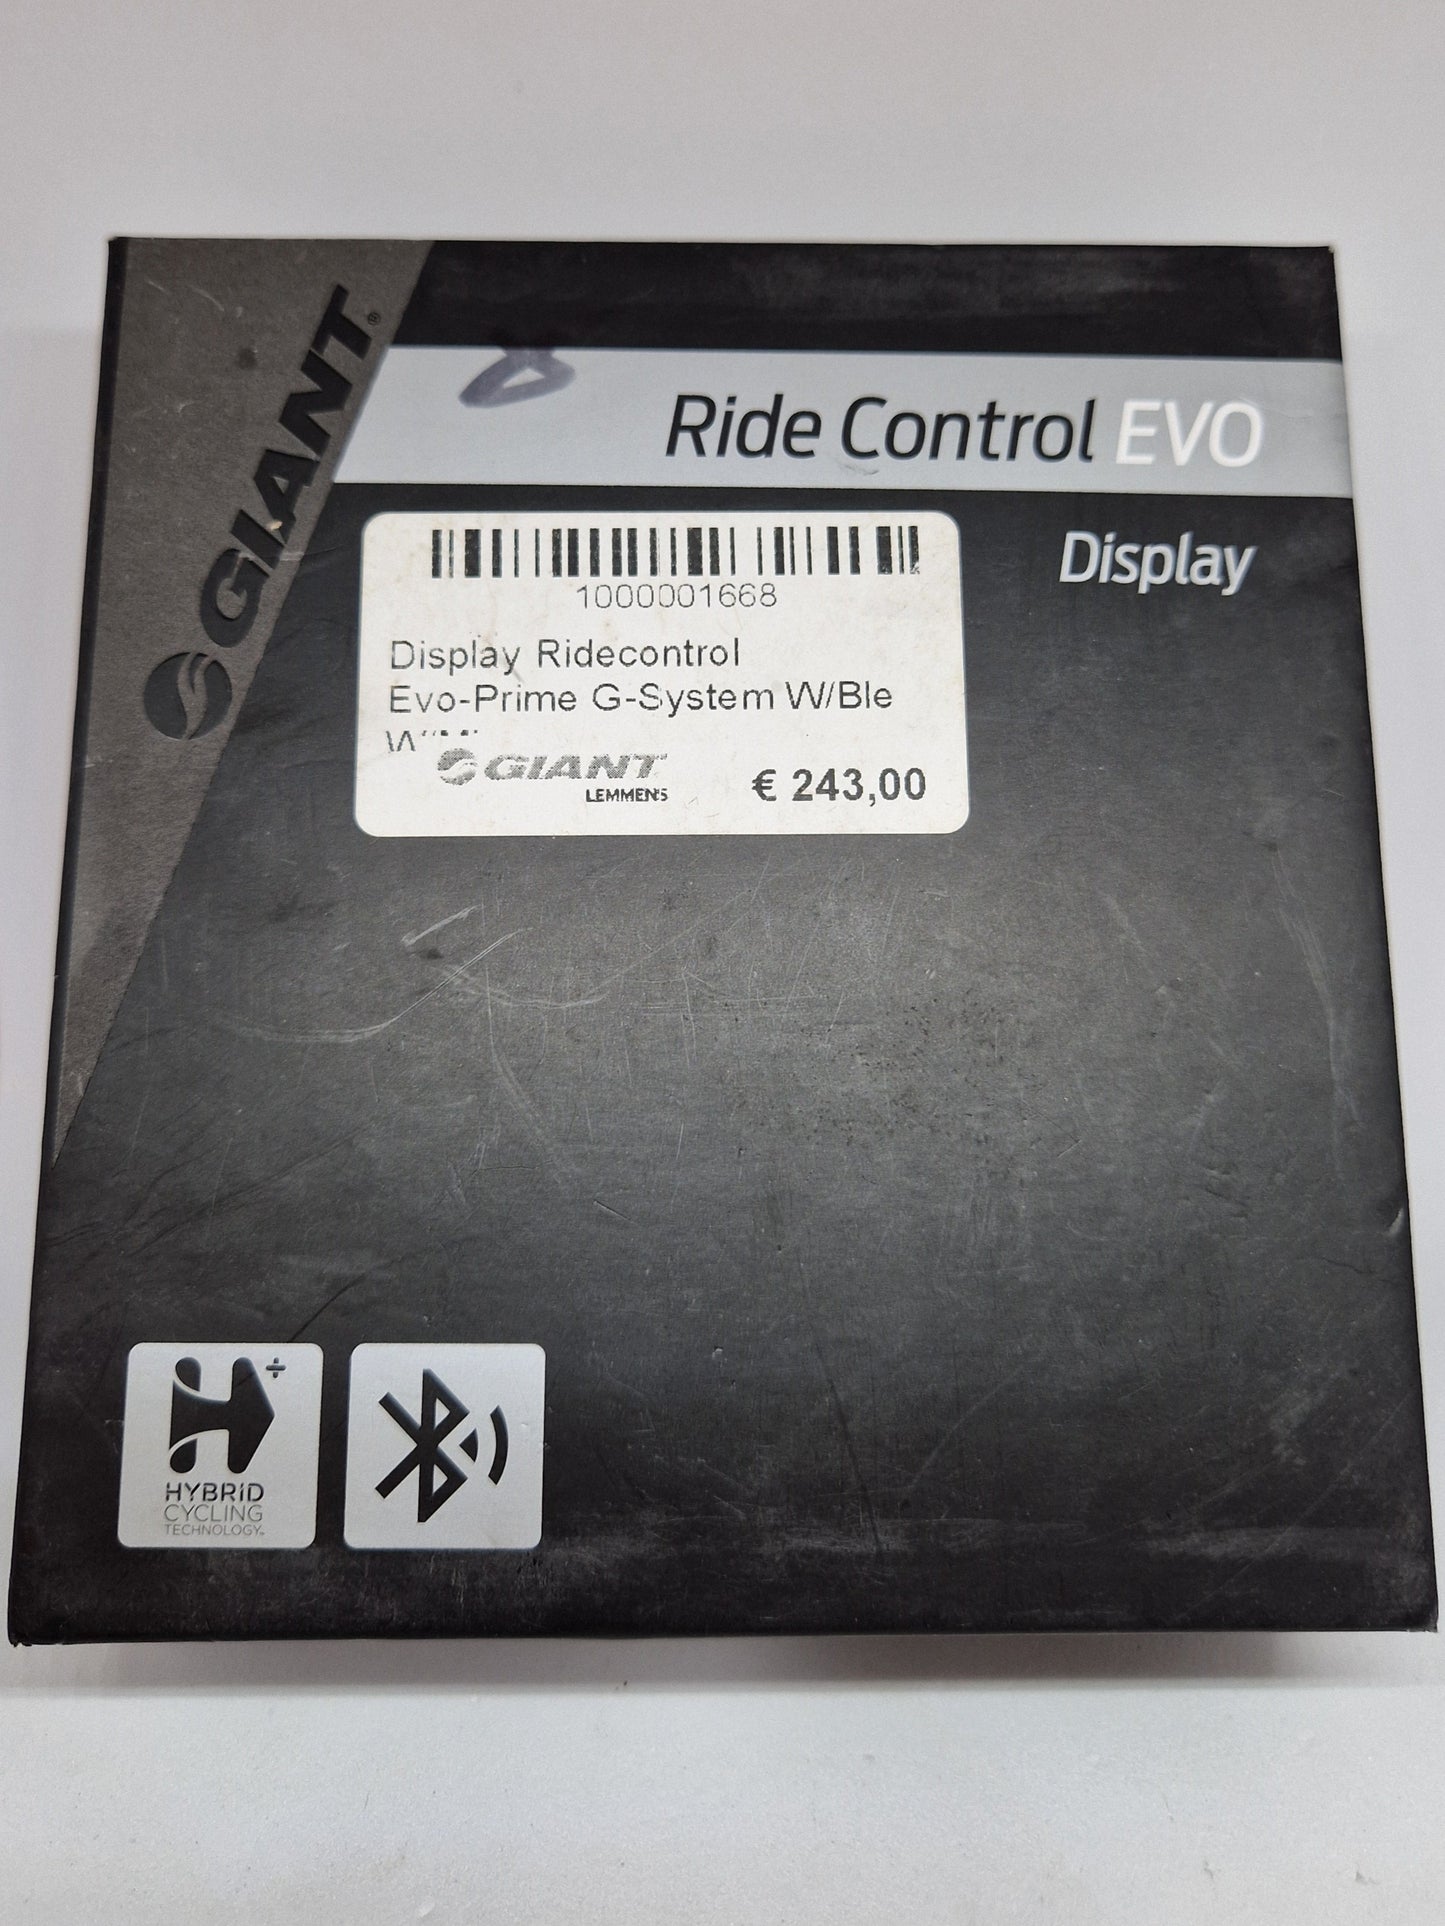 GIANT®
Ride Control EVO
Display
1000001668
Display Ridecontrol
Evo-Prime G-System W/Ble
GIANT
LEMMENS
€ 243,00
HYBRID
CYCLING
TECHNOLOGY